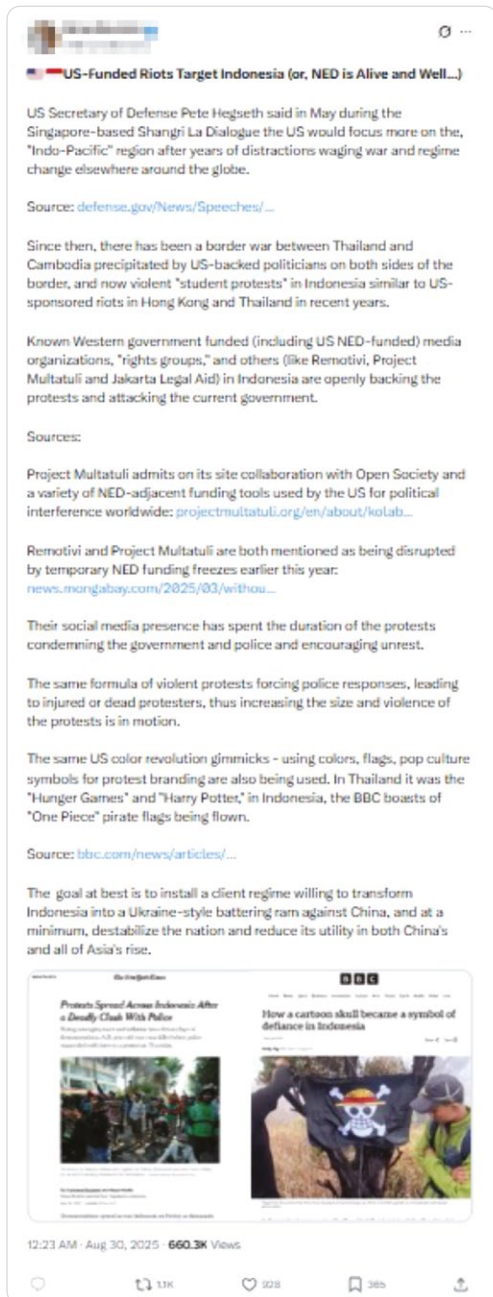 US-Funded Riots Target Indonesia (or, NED is Alive and Well...)
US Secretary of Defense Pete Hegseth said in May during the
Singapore-based Shangri La Dialogue the US would focus more on the,
"Indo-Pacific" region after years of distractions waging war and regime
change elsewhere around the globe.
Source: defense.gov/News/Speeches/...
Since then, there has been a border war between Thailand and
Cambodia precipitated by US-backed politicians on both sides of the
border, and now violent "student protests" in Indonesia similar to US-
sponsored riots in Hong Kong and Thailand in recent years.
Known Western government funded (including US NED-funded) media
organizations, "rights groups," and others (like Remotivi, Project
Multatuli and Jakarta Legal Aid) in Indonesia are openly backing the
protests and attacking the current government.
Sources:
Project Multatuli admits on its site collaboration with Open Society and
a variety of NED-adjacent funding tools used by the US for political
interference worldwide: projectmultatuli.org/en/about/kolab...
Remotivi and Project Multatuli are both mentioned as being disrupted
by temporary NED funding freezes earlier this year:
news.mongabay.com/2025/03/withou...
Their social media presence has spent the duration of the protests
condemning the government and police and encouraging unrest.
The same formula of violent protests forcing police responses, leading
to injured or dead protesters, thus increasing the size and violence of
the protests is in motion.
The same US color revolution gimmicks - using colors, flags, pop culture
symbols for protest branding are also being used. In Thailand it was the
"Hunger Games" and "Harry Potter," in Indonesia, the BBC boasts of
"One Piece" pirate flags being flown.
Source: bbc.com/news/articles/...
The goal at best is to install a client regime willing to transform
Indonesia into a Ukraine-style battering ram against China, and at a
minimum, destabilize the nation and reduce its utility in both China's
and all of Asia's rise.
The New York Times
Protests Spread Across Indonesia After
a Deadly Clash With Police
BBC
How a cartoon skull became a symbol of
defiance in Indonesia
12:23 AM · Aug 30, 2025 · 660.3K Views
1.1K
928
365